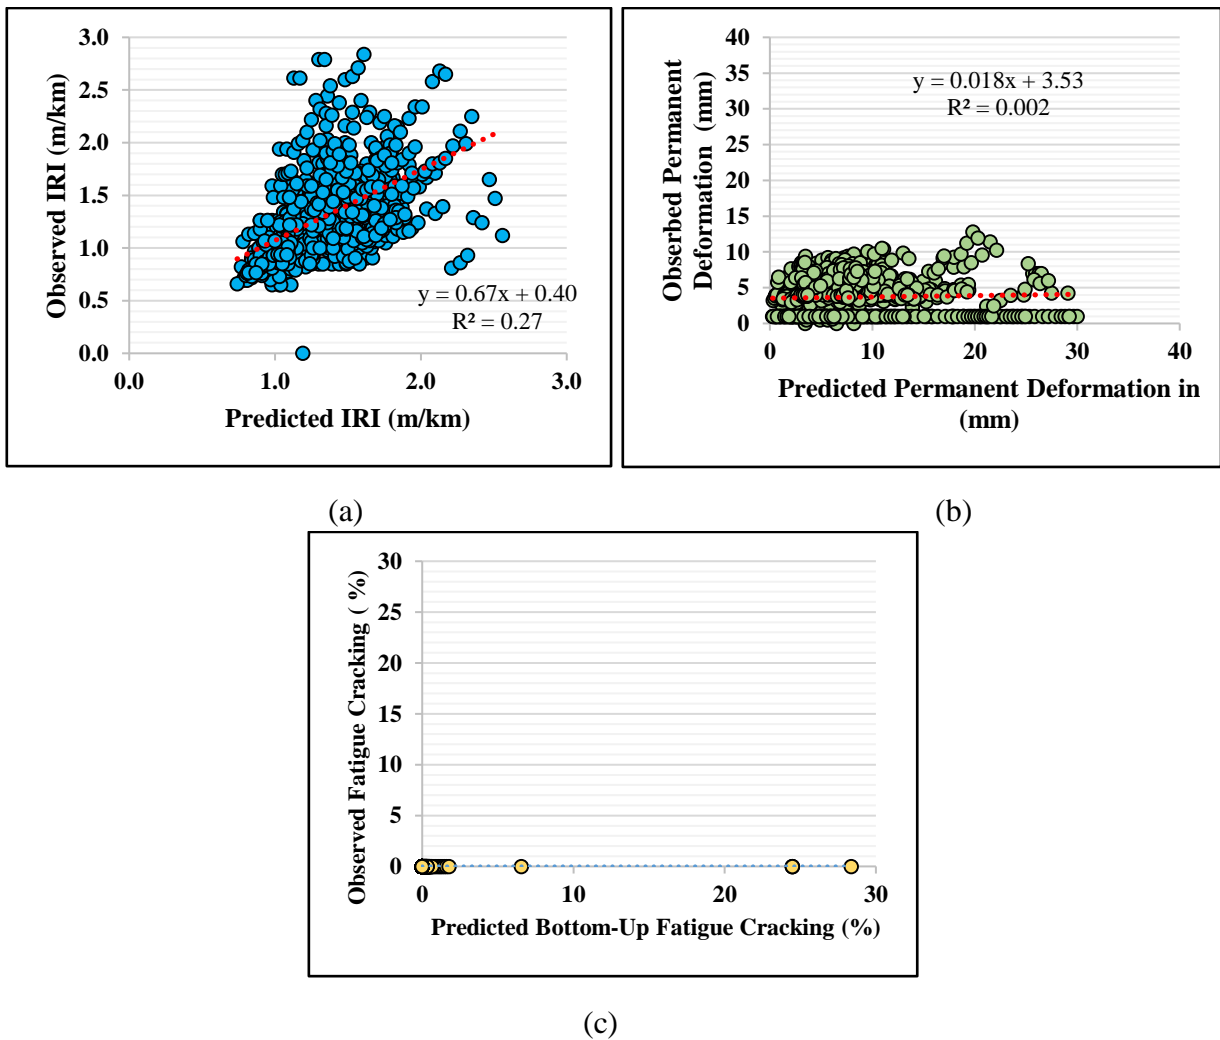 Observed IRI (m/km)
3.0
2.5
2.0
1.5
1.0
0.5
0.0
y = 0.67x + 0.40
R² = 0.27
0.0 1.0 2.0 3.0
Predicted IRI (m/km)
(a)
Obserbed Permanent
Deformation (mm)
40
35
30
25
20
15
10
5
0
y = 0.018x + 3.53
R² = 0.002
0 10 20 30 40
Predicted Permanent Deformation in
(mm)
(b)
Observed Fatigue Cracking ( %)
30
25
20
15
10
5
0
0 10 20 30
Predicted Bottom-Up Fatigue Cracking (%)
(c)